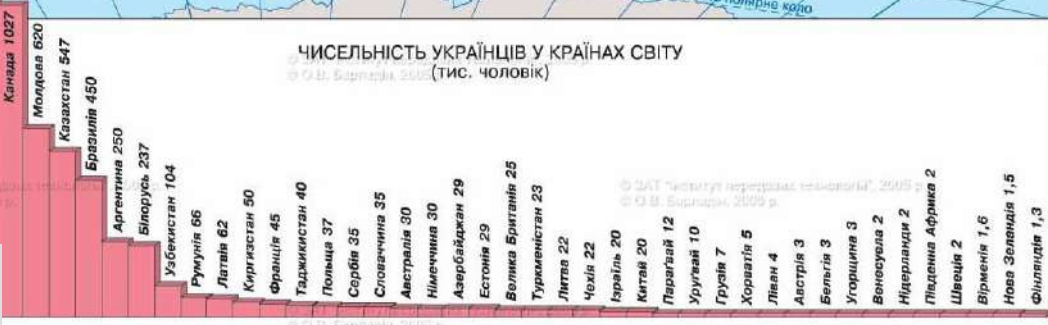 полярне коло
ЧИСЕЛЬНІСТЬ УКРАЇНЦІВ У КРАЇНАХ СВІТУ
(тис. чоловік)
Канада 1027
Молдова 620
Казахстан 547
Бразилія 450
Аргентина 250
Білорусь 237
Узбекистан 104
Румунія 66
Латвія 62
Киргизстан 50
Франція 45
Таджикистан 40
Польща 37
Сербія 35
Словаччина 35
Австралія 30
Німеччина 30
Азербайджан 29
Естонія 29
Велика Британія 25
Туркменістан 23
Литва 22
Чехія 22
Ізраїль 20
Китай 20
Параґвай 12
Уруґвай 10
Грузія 7
Хорватія 5
Ліван 4
Австрія 3
Бельгія 3
Угорщина 3
Венесуела 2
Нідерланди 2
Південна Африка 2
Швеція 2
Вірменія 1,6
Нова Зеландія 1,5
Фінляндія 1,3
© ЗАТ "Інститут передових технологій", 2005 р.
© О.В. Барладін, 2005 р.